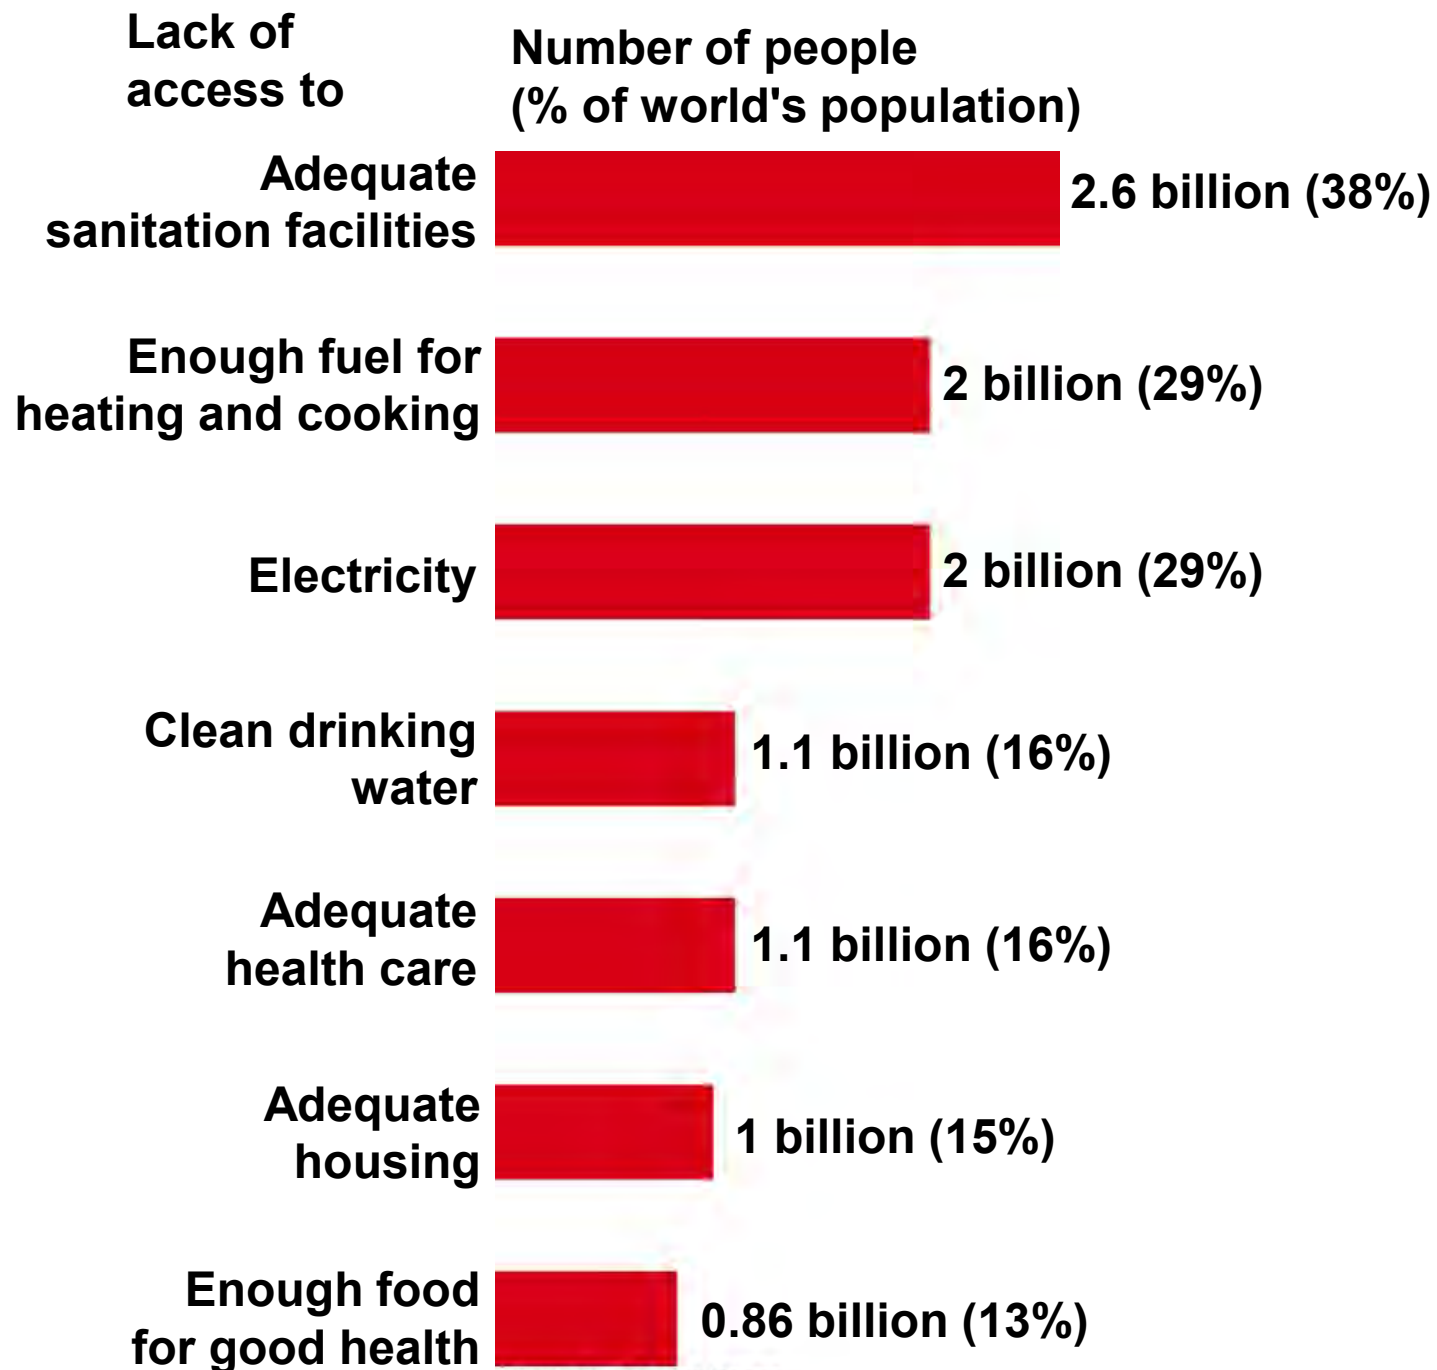 Lack of
access to
Number of people
(% of world's population)
Adequate
sanitation facilities
2.6 billion (38%)
Enough fuel for
heating and cooking
2 billion (29%)
Electricity
2 billion (29%)
Clean drinking
water
1.1 billion (16%)
Adequate
health care
1.1 billion (16%)
Adequate
housing
1 billion (15%)
Enough food
for good health
0.86 billion (13%)